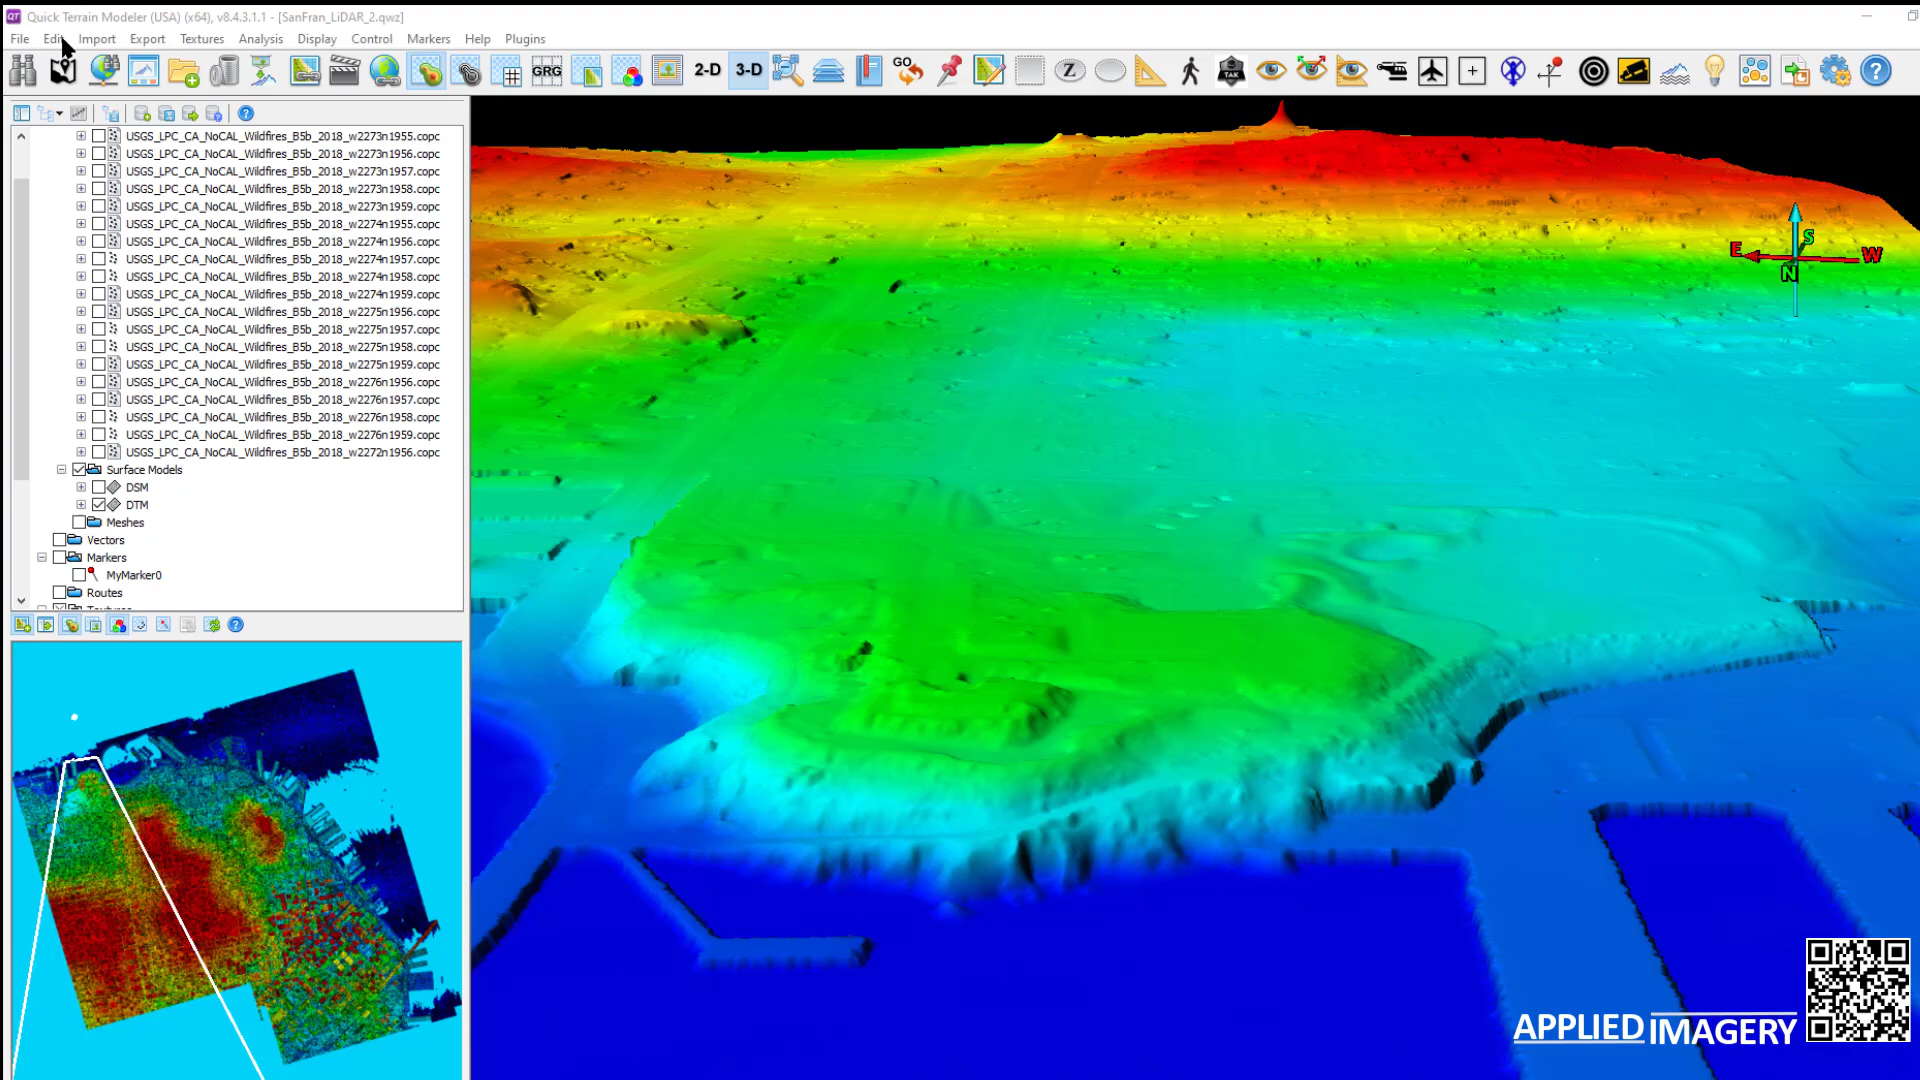 Quick Terrain Modeler (USA) (x64), v8.4.3.1.1 - [SanFran_LiDAR_2.qwz]
File Edit Import Export Textures Analysis Display Control Markers Help Plugins
GRG 2-D 3-D GO Z TAK
USGS_LPC_CA_NoCAL_Wildfires_B5b_2018_w2273n1955.copc
USGS_LPC_CA_NoCAL_Wildfires_B5b_2018_w2273n1956.copc
USGS_LPC_CA_NoCAL_Wildfires_B5b_2018_w2273n1957.copc
USGS_LPC_CA_NoCAL_Wildfires_B5b_2018_w2273n1958.copc
USGS_LPC_CA_NoCAL_Wildfires_B5b_2018_w2273n1959.copc
USGS_LPC_CA_NoCAL_Wildfires_B5b_2018_w2274n1955.copc
USGS_LPC_CA_NoCAL_Wildfires_B5b_2018_w2274n1956.copc
USGS_LPC_CA_NoCAL_Wildfires_B5b_2018_w2274n1957.copc
USGS_LPC_CA_NoCAL_Wildfires_B5b_2018_w2274n1958.copc
USGS_LPC_CA_NoCAL_Wildfires_B5b_2018_w2274n1959.copc
USGS_LPC_CA_NoCAL_Wildfires_B5b_2018_w2275n1956.copc
USGS_LPC_CA_NoCAL_Wildfires_B5b_2018_w2275n1957.copc
USGS_LPC_CA_NoCAL_Wildfires_B5b_2018_w2275n1958.copc
USGS_LPC_CA_NoCAL_Wildfires_B5b_2018_w2275n1959.copc
USGS_LPC_CA_NoCAL_Wildfires_B5b_2018_w2276n1956.copc
USGS_LPC_CA_NoCAL_Wildfires_B5b_2018_w2276n1957.copc
USGS_LPC_CA_NoCAL_Wildfires_B5b_2018_w2276n1958.copc
USGS_LPC_CA_NoCAL_Wildfires_B5b_2018_w2276n1959.copc
USGS_LPC_CA_NoCAL_Wildfires_B5b_2018_w2272n1956.copc
Surface Models
DSM
DTM
Meshes
Vectors
Markers
MyMarker0
Routes
Textures
S
E W
N
APPLIED IMAGERY